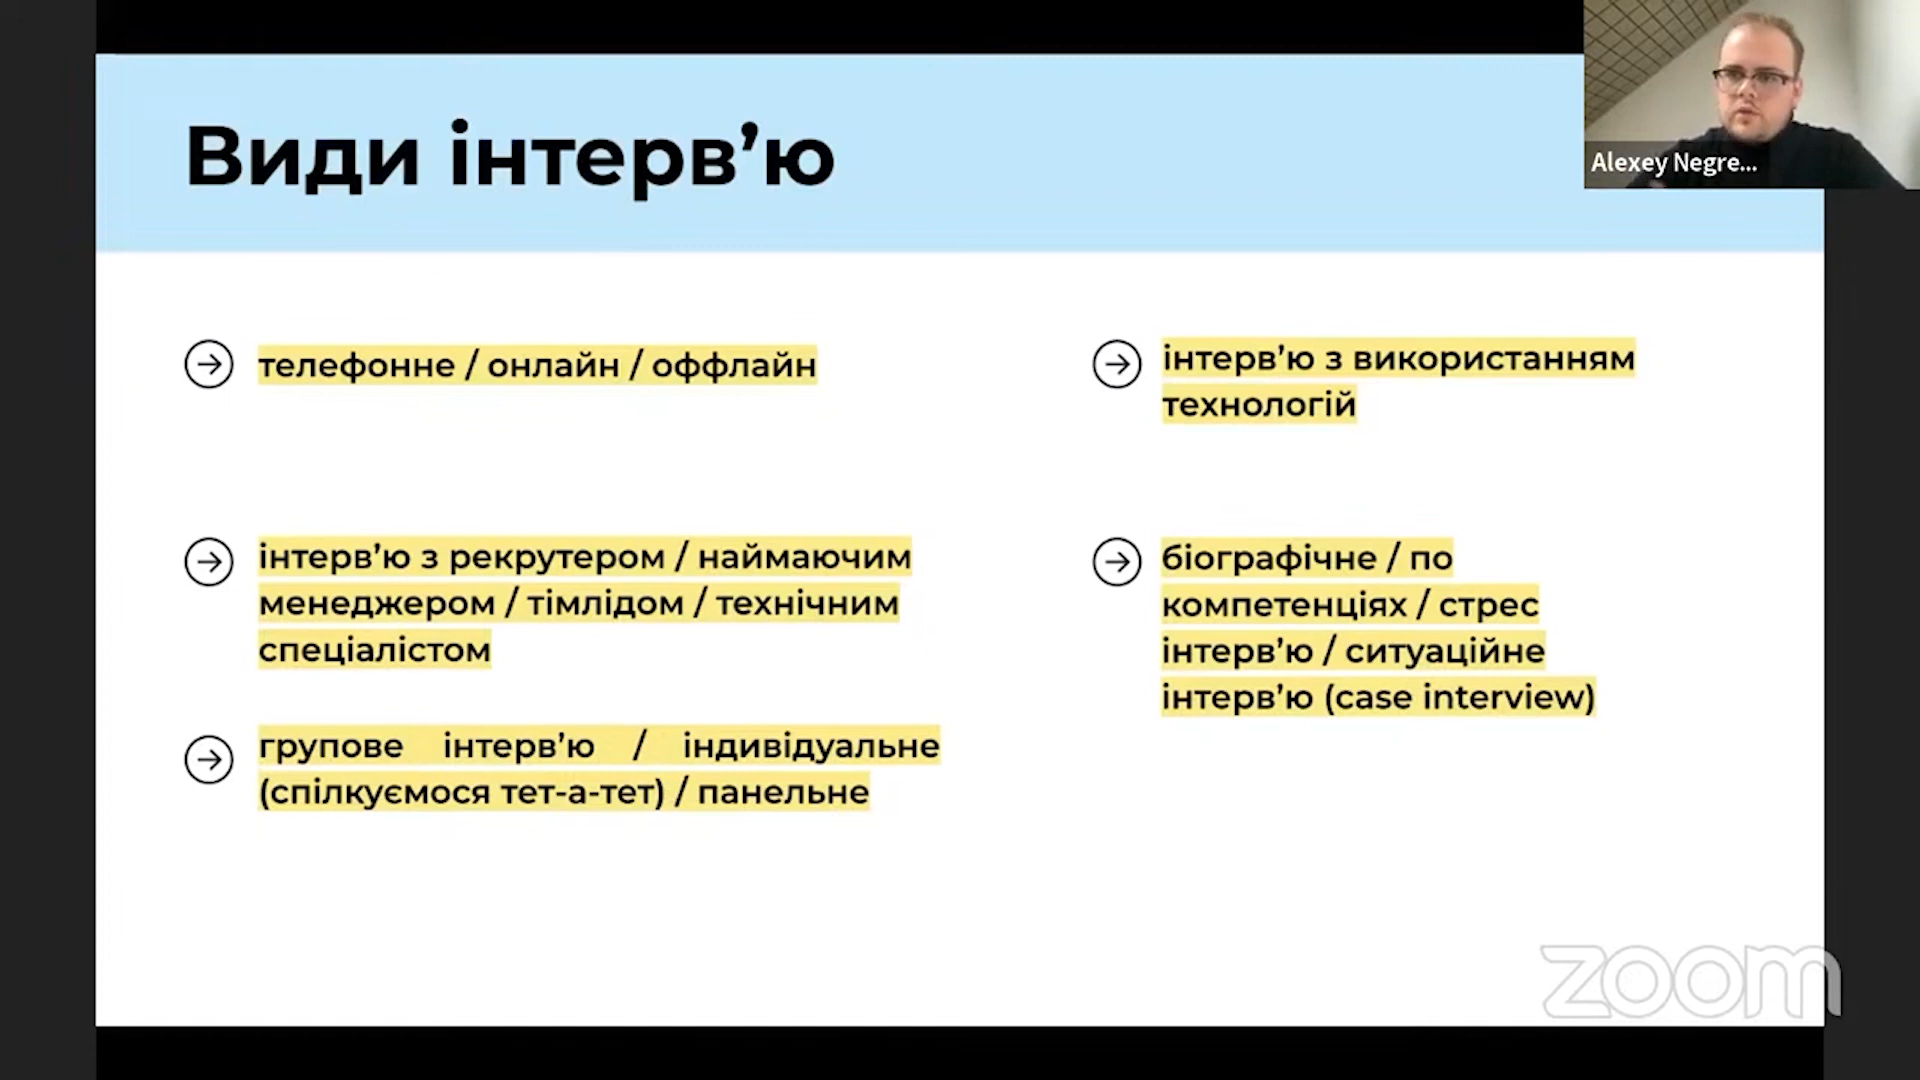 Види інтерв’ю
Alexey Negre...
телефонне / онлайн / оффлайн
інтерв’ю з рекрутером / наймаючим
менеджером / тімлідом / технічним
спеціалістом
групове інтерв’ю / індивідуальне
(спілкуємося тет-а-тет) / панельне
інтерв’ю з використанням
технологій
біографічне / по
компетенціях / стрес
інтерв’ю / ситуаційне
інтерв’ю (case interview)
zoom